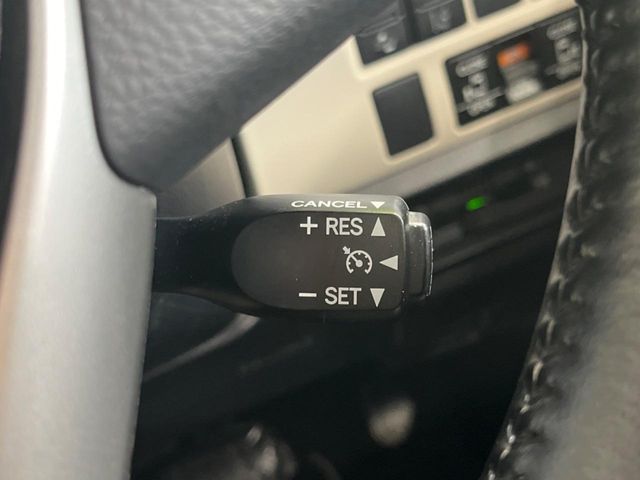 CANCEL ▼
+ RES ▲
◀
− SET ▼